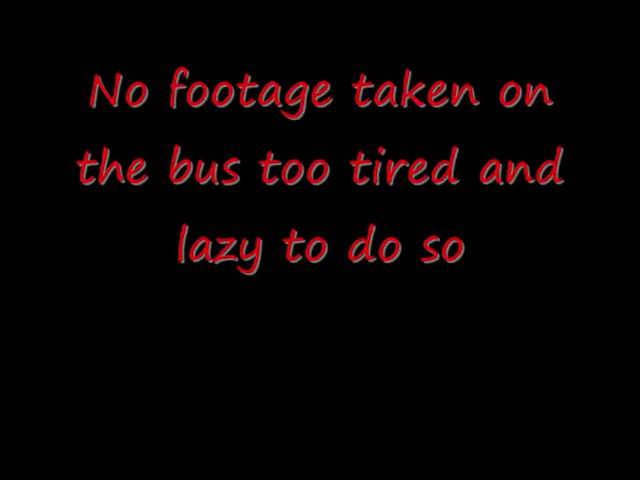 No footage taken on
the bus too tired and
lazy to do so